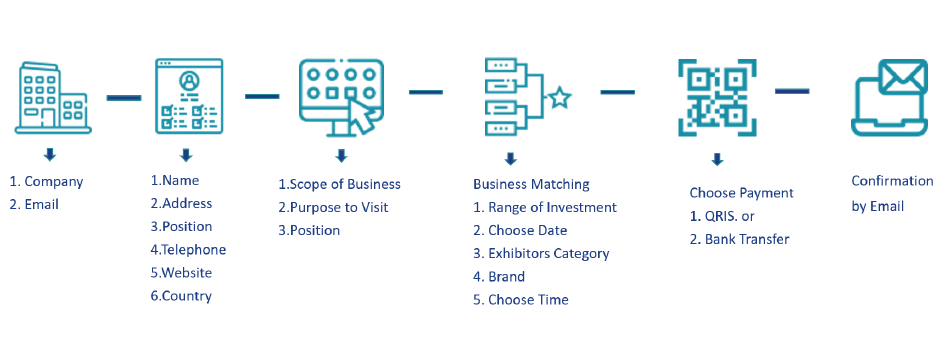 1. Company
2. Email
1.Name
2.Address
3.Position
4.Telephone
5.Website
6.Country
1.Scope of Business
2.Purpose to Visit
3.Position
Business Matching
1. Range of Investment
2. Choose Date
3. Exhibitors Category
4. Brand
5. Choose Time
Choose Payment
1. QRIS. or
2. Bank Transfer
Confirmation
by Email